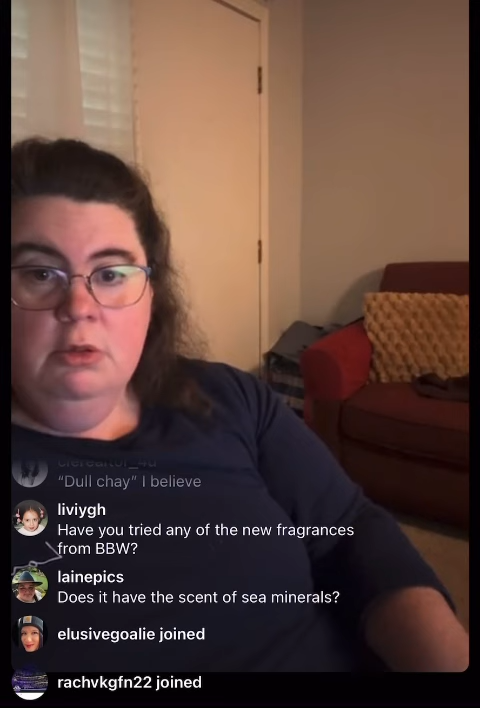 "Dull chay" I believe
liviygh
Have you tried any of the new fragrances
from BBW?
lainepics
Does it have the scent of sea minerals?
elusivegoalie joined
rachvkgfn22 joined